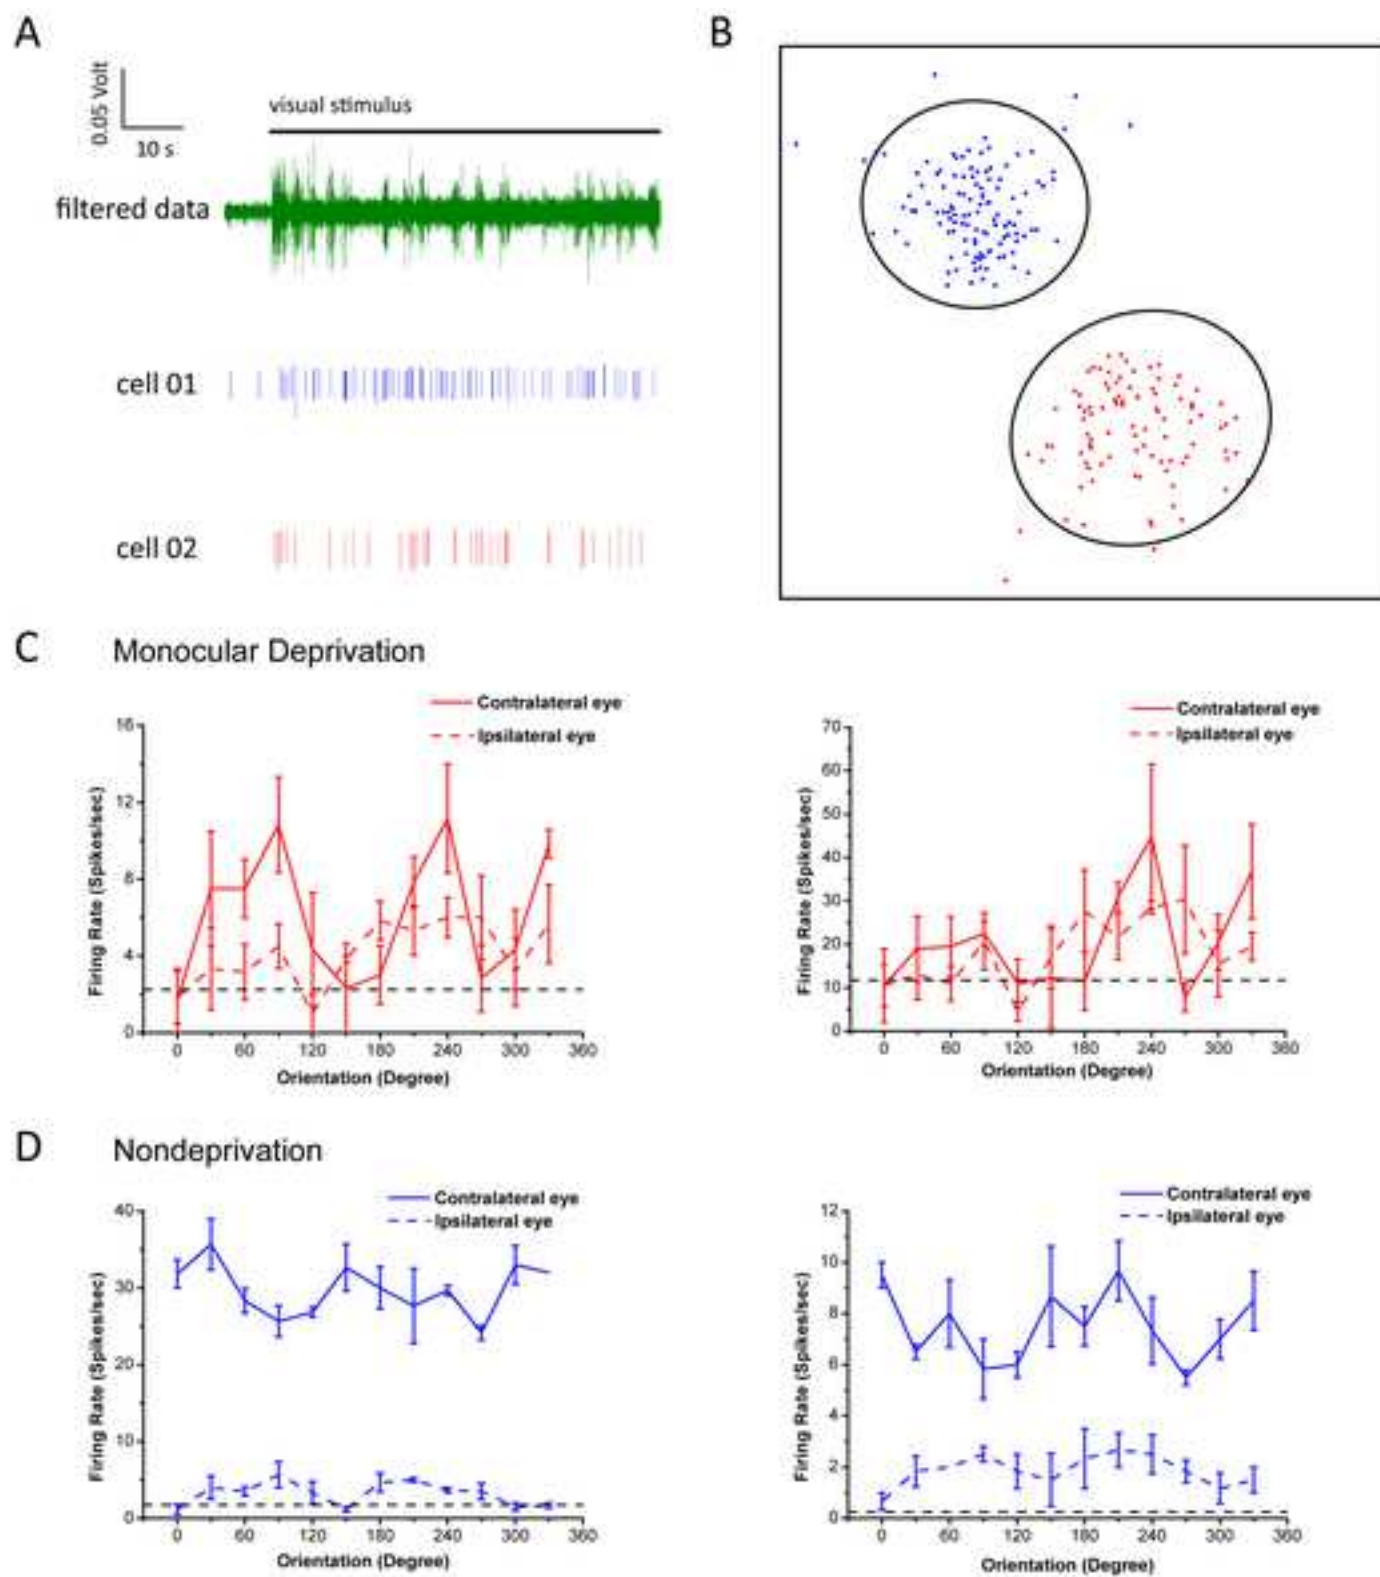 A
B
0.05 Volt
10 s
visual stimulus
filtered data
cell 01
cell 02
C Monocular Deprivation
Contralateral eye
Ipsilateral eye
16
12
8
4
0
Firing Rate (Spikes/sec)
0 60 120 180 240 300 360
Orientation (Degree)
Contralateral eye
Ipsilateral eye
70
60
50
40
30
20
10
0
Firing Rate (Spikes/sec)
0 60 120 180 240 300 360
Orientation (Degree)
D Nondeprivation
Contralateral eye
Ipsilateral eye
40
30
20
10
0
Firing Rate (Spikes/sec)
0 60 120 180 240 300 360
Orientation (Degree)
Contralateral eye
Ipsilateral eye
12
10
8
6
4
2
0
Firing Rate (Spikes/sec)
0 60 120 180 240 300 360
Orientation (Degree)